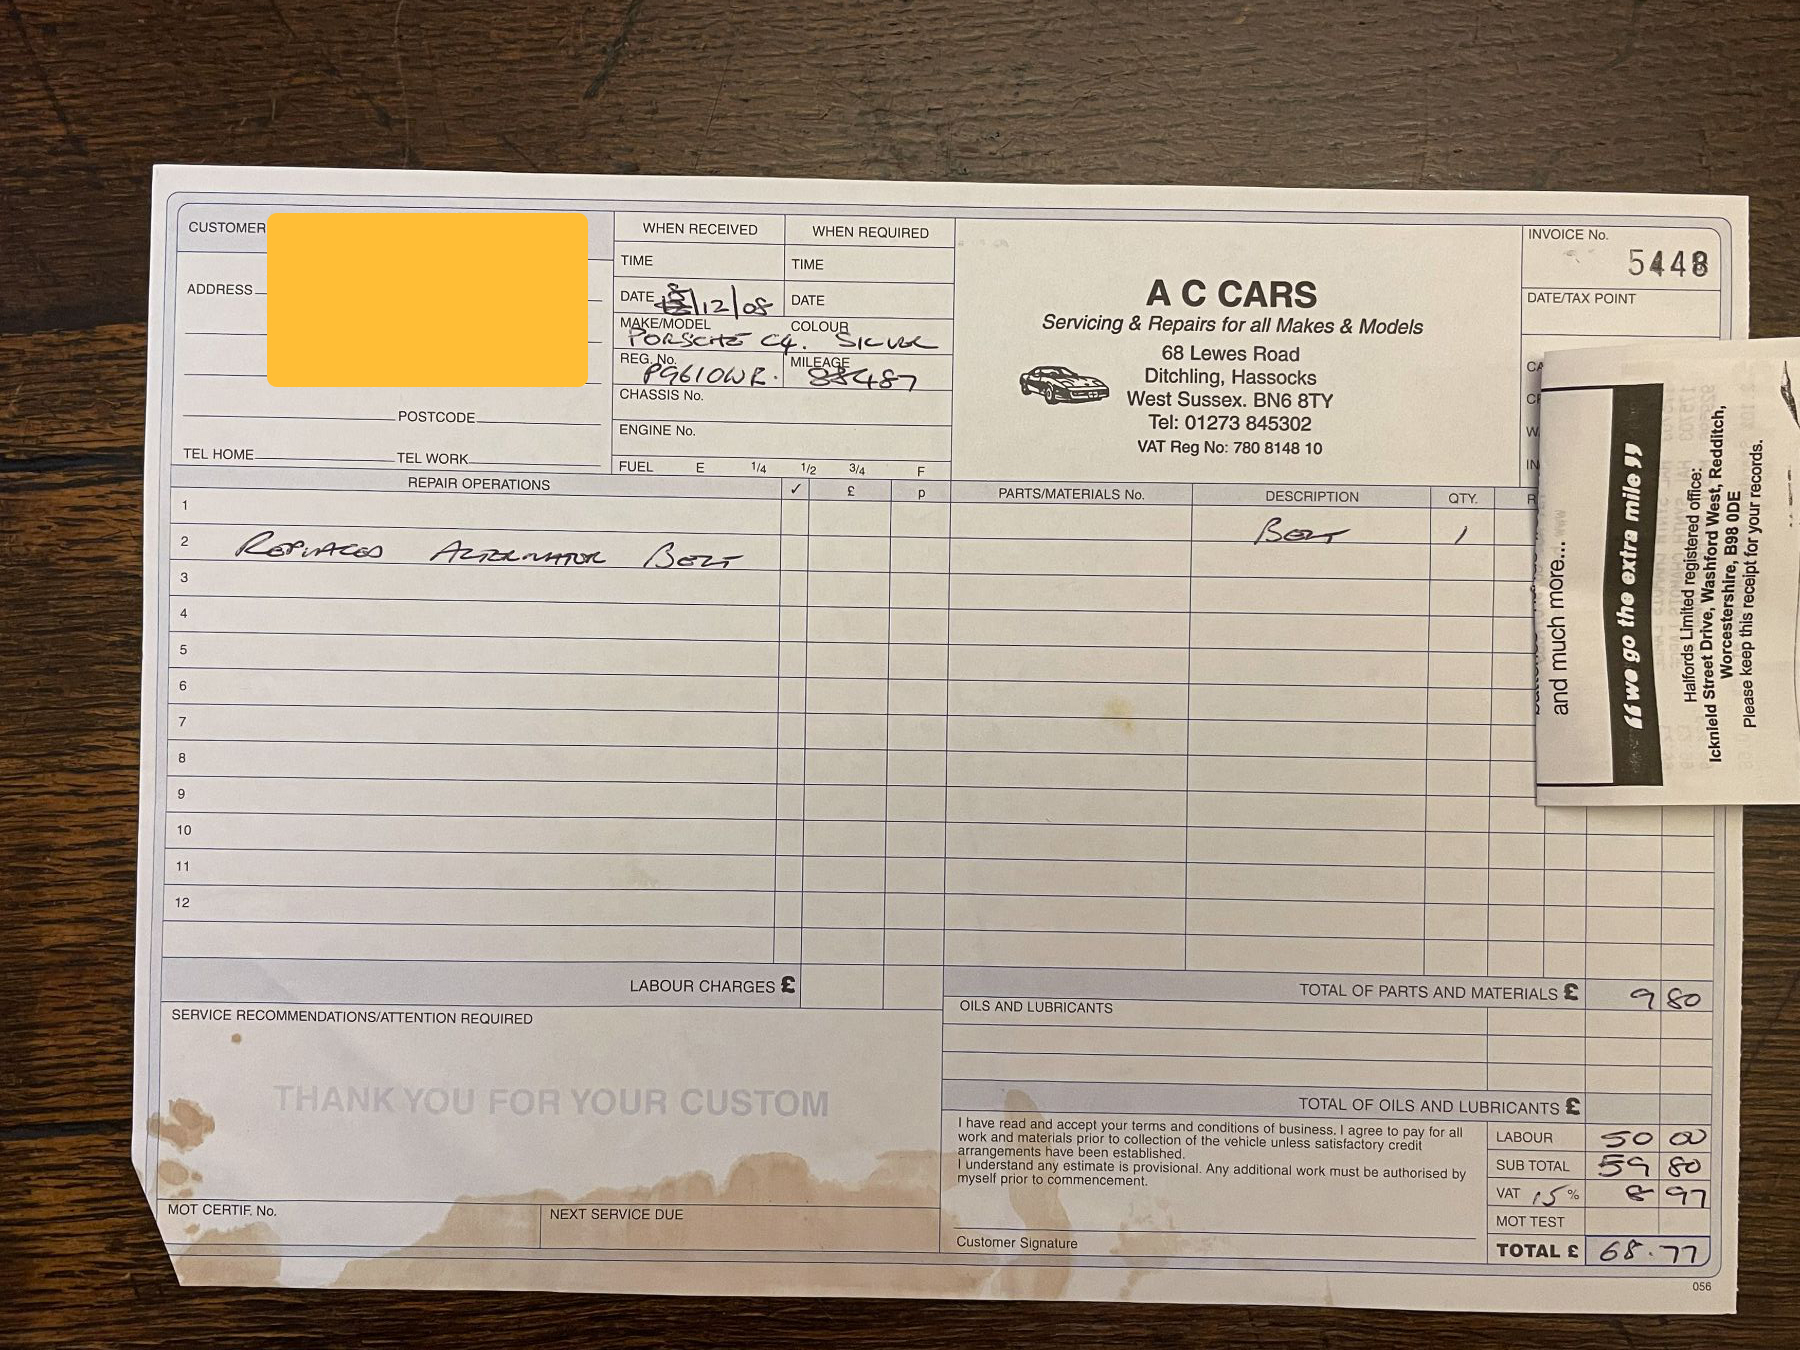 CUSTOMER
ADDRESS
POSTCODE
TEL HOME TEL WORK
WHEN RECEIVED WHEN REQUIRED
TIME TIME
DATE 8/12/08 DATE
MAKE/MODEL COLOUR
PORSCHE C4. SILVER
REG. No. MILEAGE
P961OWR. 88487
CHASSIS No.
ENGINE No.
FUEL E 1/4 1/2 3/4 F
A C CARS
Servicing & Repairs for all Makes & Models
68 Lewes Road
Ditchling, Hassocks
West Sussex. BN6 8TY
Tel: 01273 845302
VAT Reg No: 780 8148 10
INVOICE No.
5448
DATE/TAX POINT
REPAIR OPERATIONS ✓ £ p
1
2 REPLACED ALTERNATOR BELT
3
4
5
6
7
8
9
10
11
12
LABOUR CHARGES £
PARTS/MATERIALS No. DESCRIPTION QTY.
BELT 1
TOTAL OF PARTS AND MATERIALS £ 9 80
OILS AND LUBRICANTS
TOTAL OF OILS AND LUBRICANTS £
SERVICE RECOMMENDATIONS/ATTENTION REQUIRED
THANK YOU FOR YOUR CUSTOM
MOT CERTIF. No. NEXT SERVICE DUE
I have read and accept your terms and conditions of business. I agree to pay for all
work and materials prior to collection of the vehicle unless satisfactory credit
arrangements have been established.
I understand any estimate is provisional. Any additional work must be authorised by
myself prior to commencement.
Customer Signature
LABOUR 50 00
SUB TOTAL 59 80
VAT 15 % 8 97
MOT TEST
TOTAL £ 68.77
056
and much more...
"we go the extra mile"
Halfords Limited registered office:
Icknield Street Drive, Washford West, Redditch,
Worcestershire, B98 0DE
Please keep this receipt for your records.